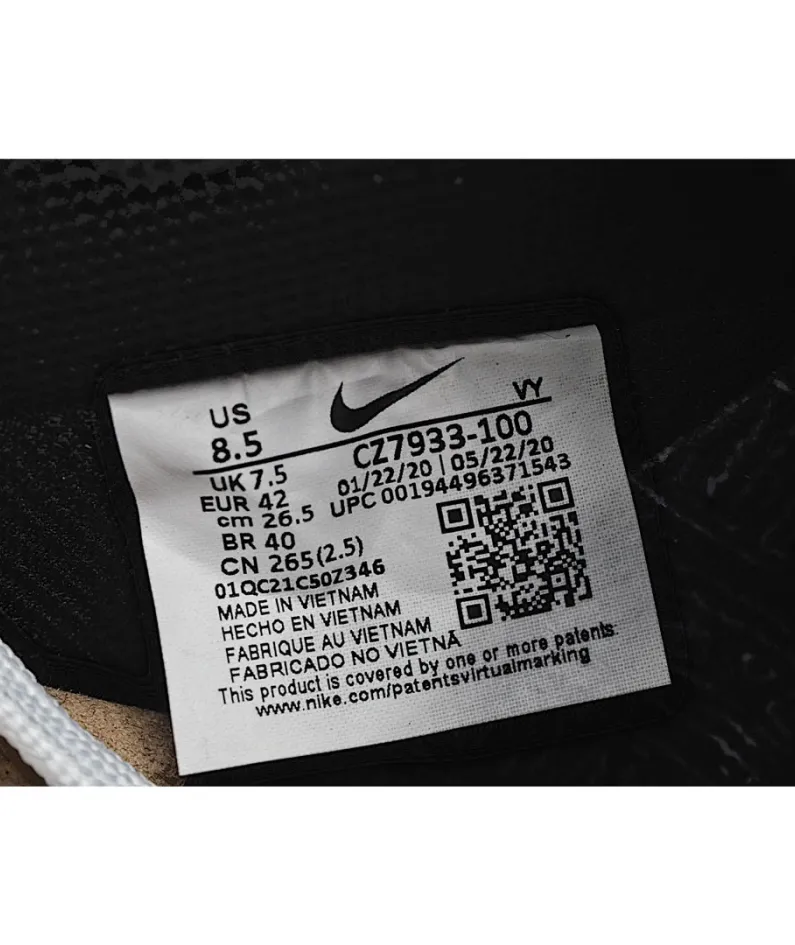 US
8.5
VY
CZ7933-100
UK 7.5
01/22/20 | 05/22/20
EUR 42
UPC 00194496371543
cm 26.5
BR 40
CN 265(2.5)
01QC21C50Z346
MADE IN VIETNAM
HECHO EN VIETNAM
FABRIQUE AU VIETNAM
FABRICADO NO VIETNÃ
This product is covered by one or more patents.
www.nike.com/patentsvirtualmarking